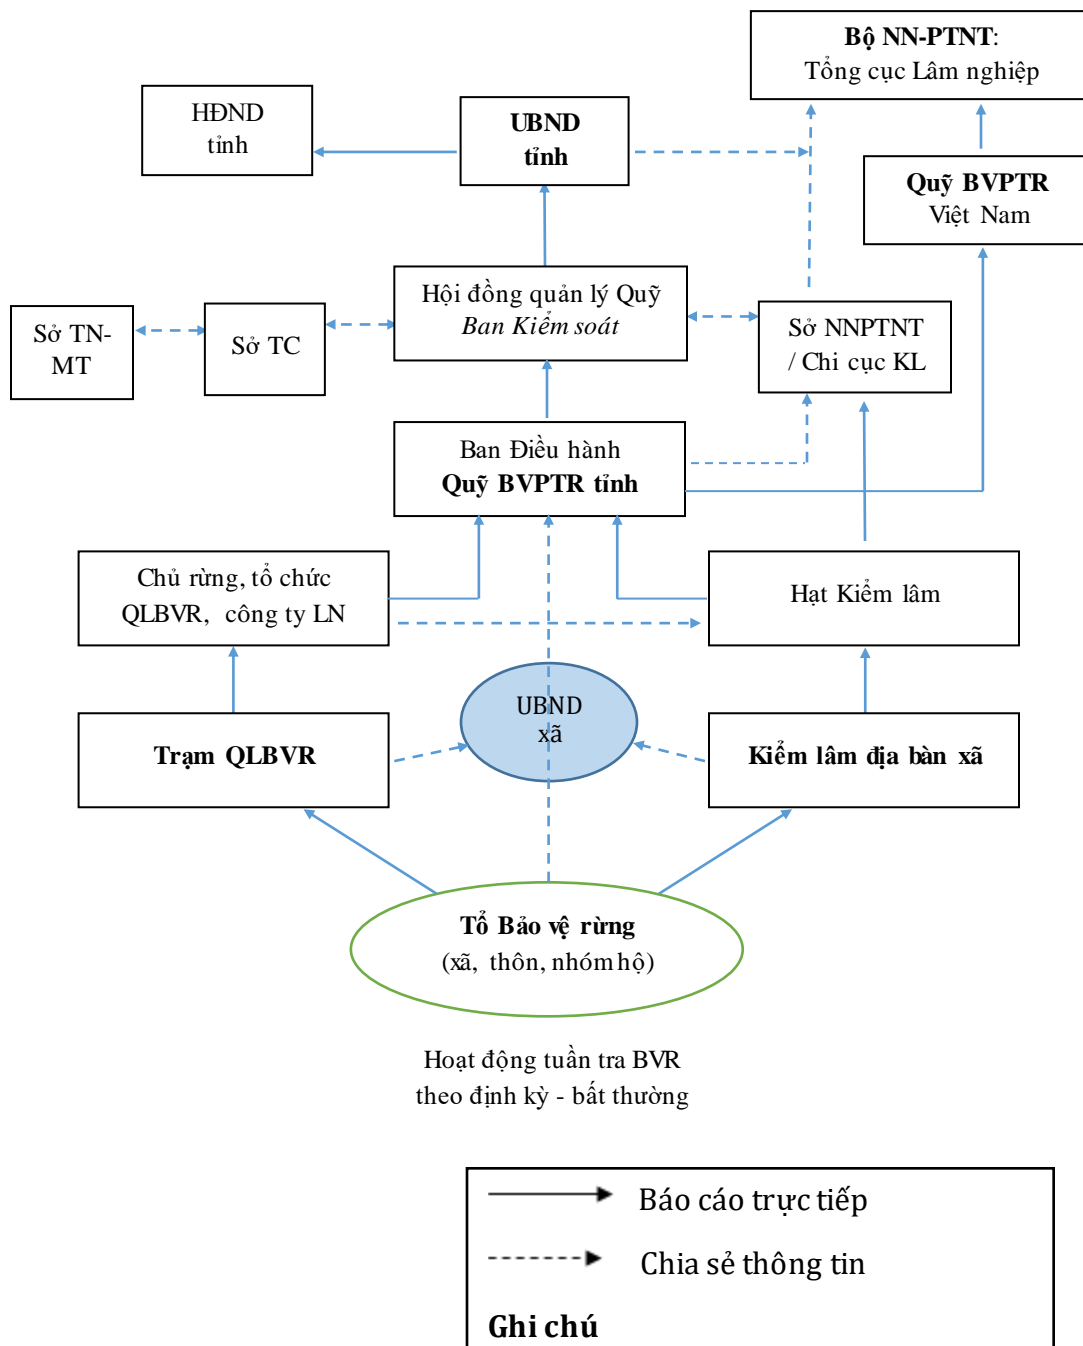 Bộ NN-PTNT:
Tổng cục Lâm nghiệp
HĐND
tỉnh
UBND
tỉnh
Quỹ BVPTR
Việt Nam
Hội đồng quản lý Quỹ
Ban Kiểm soát
Sở TN-
MT
Sở TC
Sở NNPTNT
/ Chi cục KL
Ban Điều hành
Quỹ BVPTR tỉnh
Chủ rừng, tổ chức
QLBVR, công ty LN
Hạt Kiểm lâm
UBND
xã
Trạm QLBVR
Kiểm lâm địa bàn xã
Tổ Bảo vệ rừng
(xã, thôn, nhóm hộ)
Hoạt động tuần tra BVR
theo định kỳ - bất thường
Báo cáo trực tiếp
Chia sẻ thông tin
Ghi chú